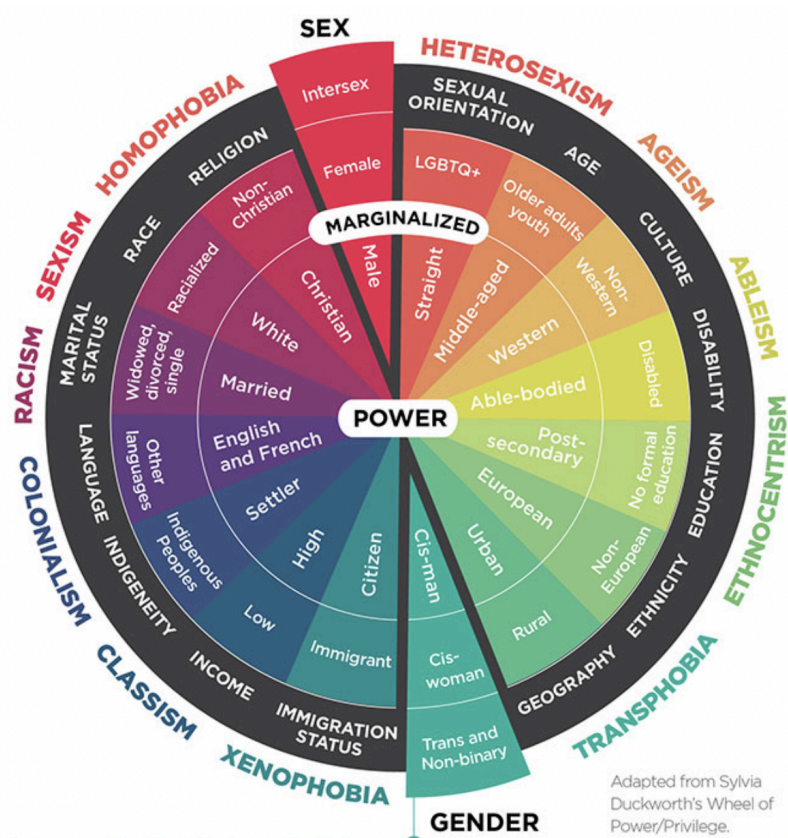 SEX
HETEROSEXISM
AGEISM
ABLEISM
ETHNOCENTRISM
TRANSPHOBIA
XENOPHOBIA
CLASSISM
COLONIALISM
RACISM
SEXISM
HOMOPHOBIA
SEXUAL
ORIENTATION
AGE
CULTURE
DISABILITY
EDUCATION
ETHNICITY
GEOGRAPHY
IMMIGRATION
STATUS
INCOME
INDIGENEITY
LANGUAGE
MARITAL
STATUS
RACE
RELIGION
Intersex
Female
MARGINALIZED
Male
LGBTQ+
Straight
Older adults
youth
Middle-aged
Non-
Western
Western
Disabled
Able-bodied
No formal
education
Post-
secondary
Non-
European
European
Rural
Urban
Cis-man
Cis-
woman
Trans and
Non-binary
Immigrant
Citizen
Low
High
Indigenous
Peoples
Settler
Other
languages
English
and French
Widowed,
divorced,
single
Married
Racialized
White
Non-
Christian
Christian
POWER
GENDER
Adapted from Sylvia
Duckworth's Wheel of
Power/Privilege.